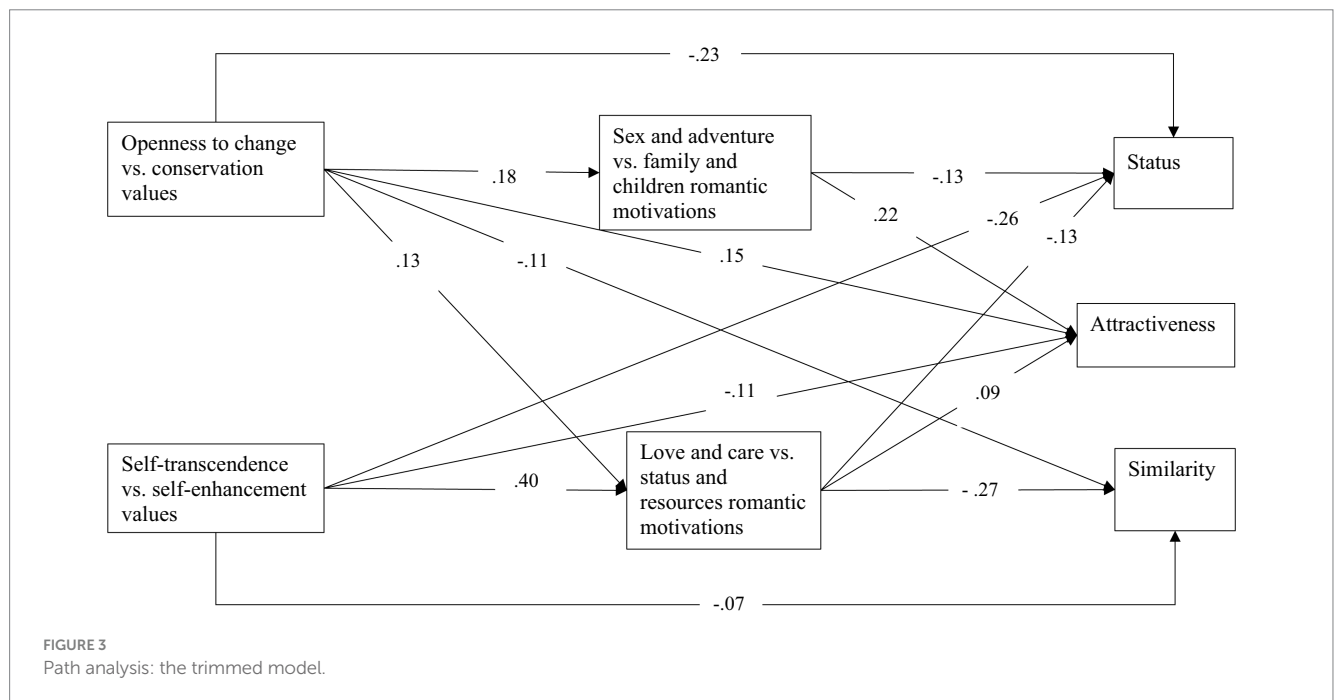 -.23
Openness to change
vs. conservation
values
Sex and adventure
vs. family and
children romantic
motivations
Status
.18
-.13
.22
-.26
-.13
.13
-.11
.15
Attractiveness
-.11
.09
Self-transcendence
vs. self-enhancement
values
.40
Love and care vs.
status and
resources romantic
motivations
- .27
Similarity
-.07
FIGURE 3
Path analysis: the trimmed model.